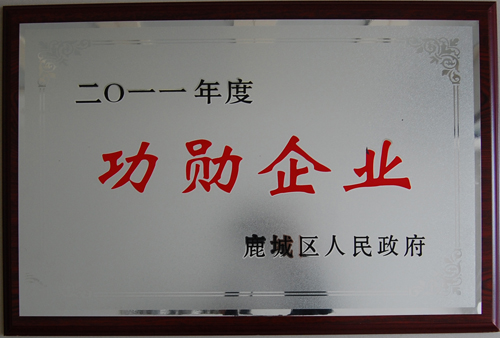 二〇一一年度
功勋企业
鹿城区人民政府